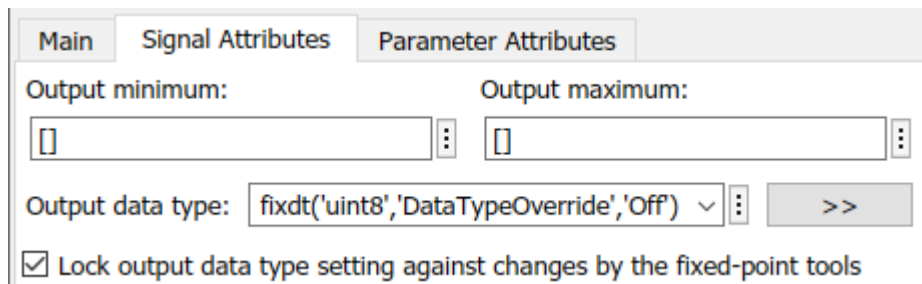 Main Signal Attributes Parameter Attributes
Output minimum: Output maximum:
[] []
Output data type: fixdt('uint8','DataTypeOverride','Off') >>
Lock output data type setting against changes by the fixed-point tools